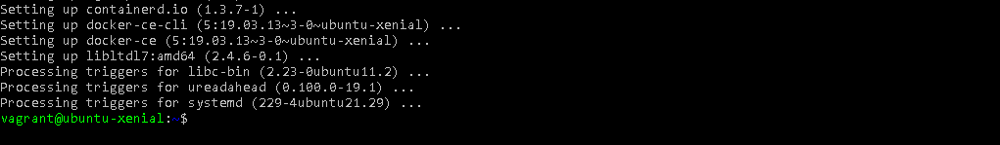 Setting up containerd.io (1.3.7-1) ...
Setting up docker-ce-cli (5:19.03.13~3-0~ubuntu-xenial) ...
Setting up docker-ce (5:19.03.13~3-0~ubuntu-xenial) ...
Setting up libltdl7:amd64 (2.4.6-0.1) ...
Processing triggers for libc-bin (2.23-0ubuntu11.2) ...
Processing triggers for ureadahead (0.100.0-19.1) ...
Processing triggers for systemd (229-4ubuntu21.29) ...
vagrant@ubuntu-xenial:~$